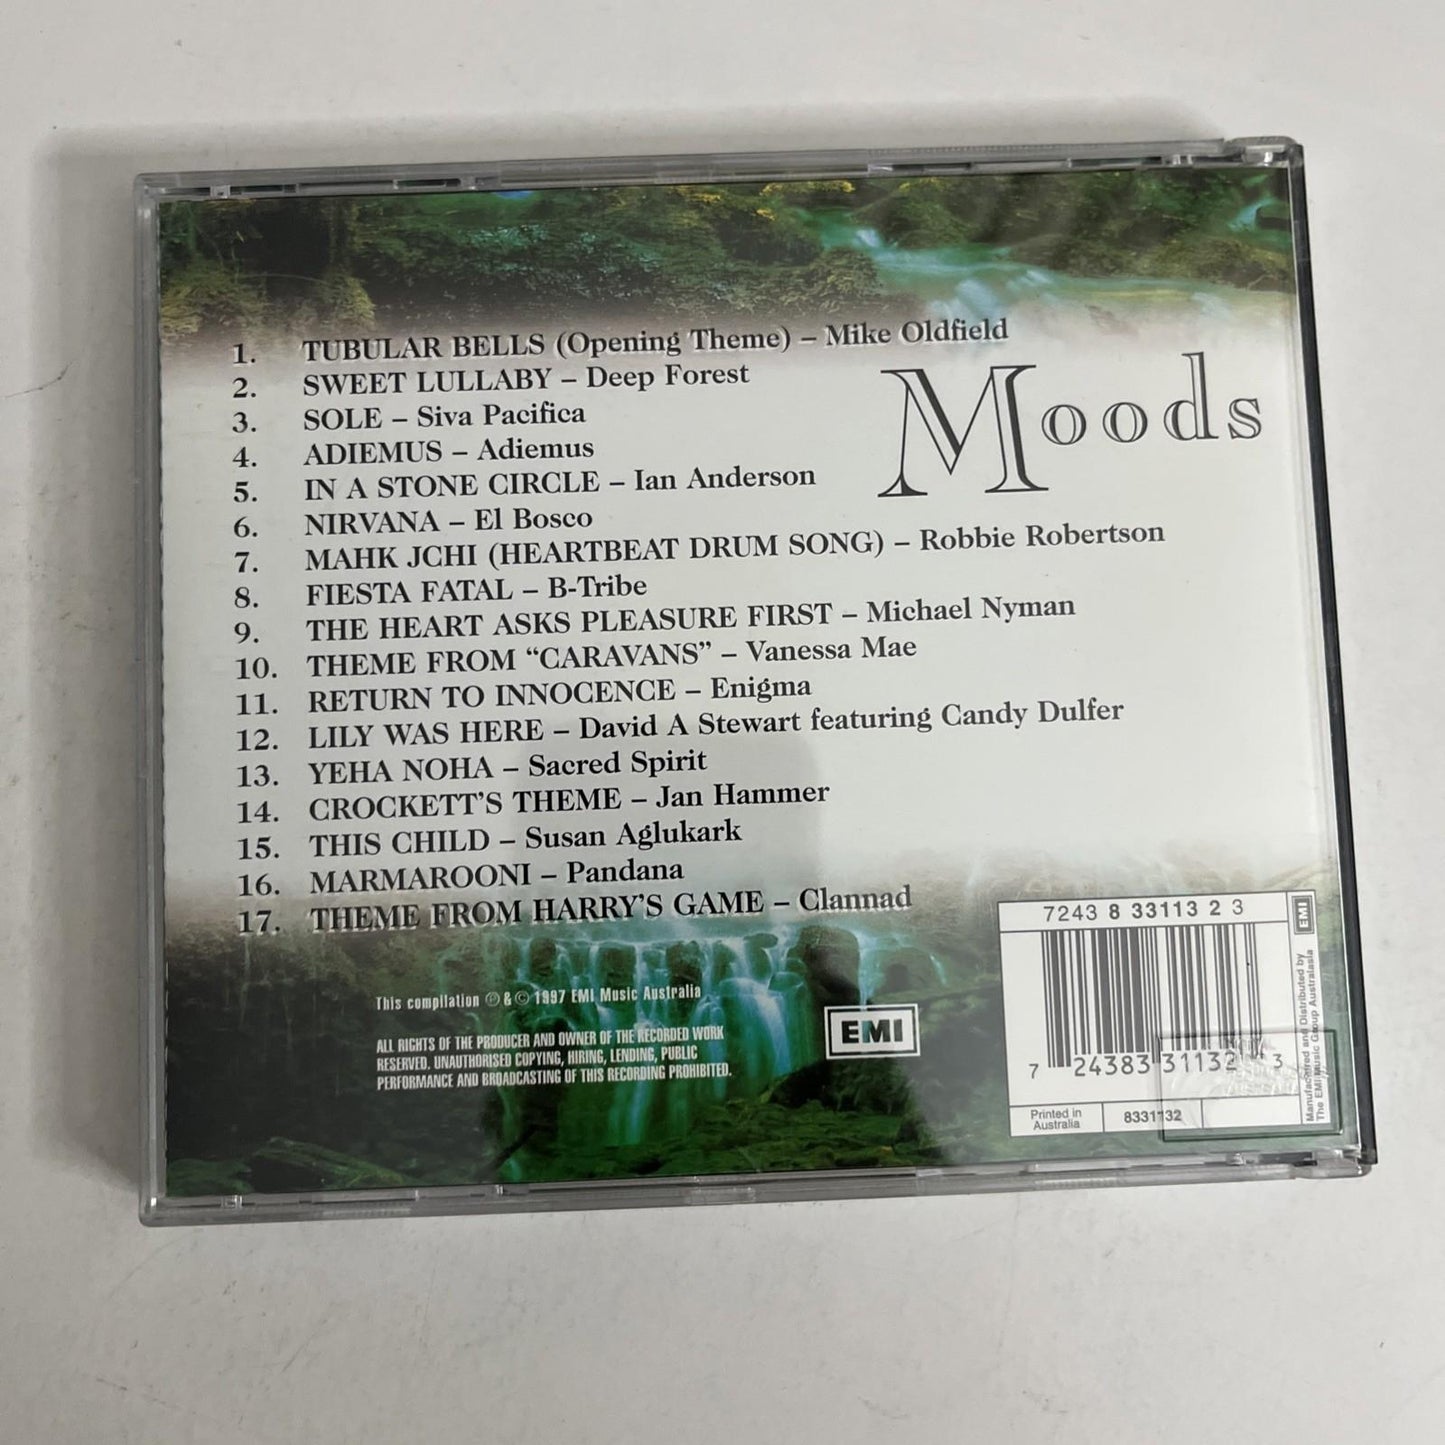 1. TUBULAR BELLS (Opening Theme) – Mike Oldfield
2. SWEET LULLABY – Deep Forest
3. SOLE – Siva Pacifica
4. ADIEMUS – Adiemus
5. IN A STONE CIRCLE – Ian Anderson
6. NIRVANA – El Bosco
7. MAHK JCHI (HEARTBEAT DRUM SONG) – Robbie Robertson
8. FIESTA FATAL – B-Tribe
9. THE HEART ASKS PLEASURE FIRST – Michael Nyman
10. THEME FROM “CARAVANS” – Vanessa Mae
11. RETURN TO INNOCENCE – Enigma
12. LILY WAS HERE – David A Stewart featuring Candy Dulfer
13. YEHA NOHA – Sacred Spirit
14. CROCKETT’S THEME – Jan Hammer
15. THIS CHILD – Susan Aglukark
16. MARMAROONI – Pandana
17. THEME FROM HARRY’S GAME – Clannad
Moods
This compilation ℗ & © 1997 EMI Music Australia
ALL RIGHTS OF THE PRODUCER AND OWNER OF THE RECORDED WORK
RESERVED. UNAUTHORISED COPYING, HIRING, LENDING, PUBLIC
PERFORMANCE AND BROADCASTING OF THIS RECORDING PROHIBITED.
EMI
7243 8 33113 2 3
7 24383 31132 3
Printed in
Australia
8331132
EMI
Manufactured and Distributed by
The EMI Music Group Australasia